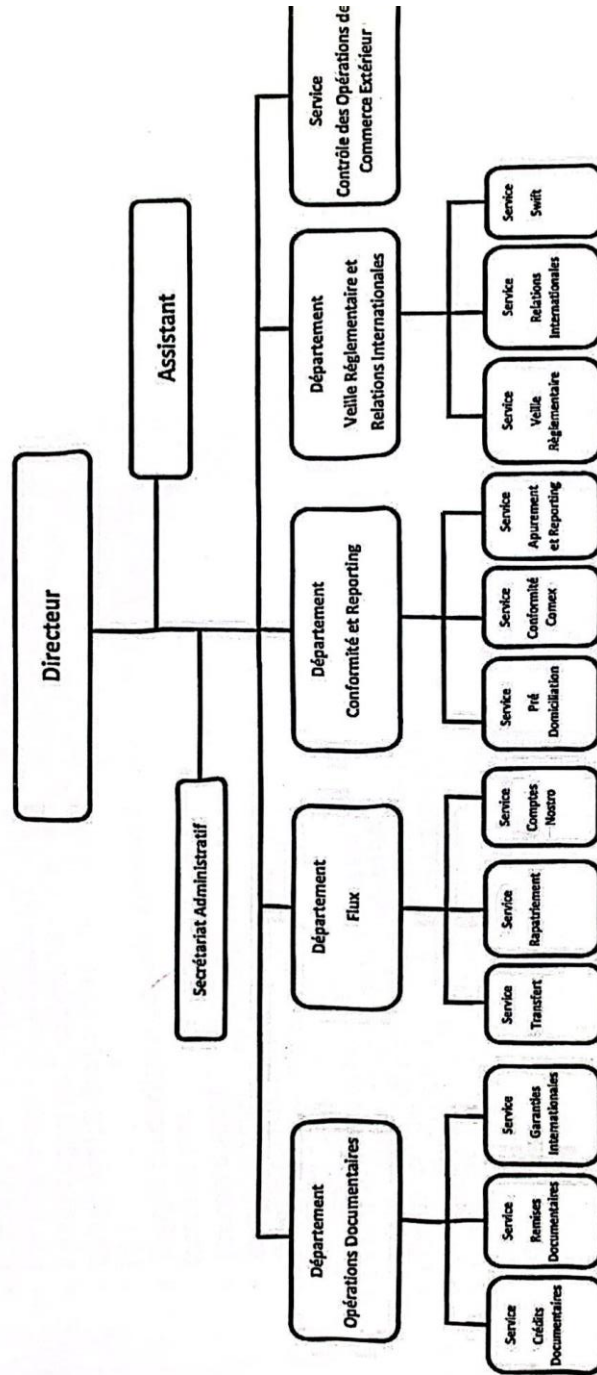 Directeur
Assistant
Secrétariat Administratif
Département
Opérations Documentaires
Département
Flux
Département
Conformité et Reporting
Département
Veille Réglementaire et
Relations Internationales
Service
Contrôle des Opérations de
Commerce Extérieur
Service
Crédits
Documentaires
Service
Remises
Documentaires
Service
Garanties
Internationales
Service
Transfert
Service
Rapatriement
Service
Comptes
Nostro
Service
Pré
Domiciliation
Service
Conformité
Comex
Service
Apurement
et Reporting
Service
Veille
Règlementaire
Service
Relations
Internationales
Service
Swift